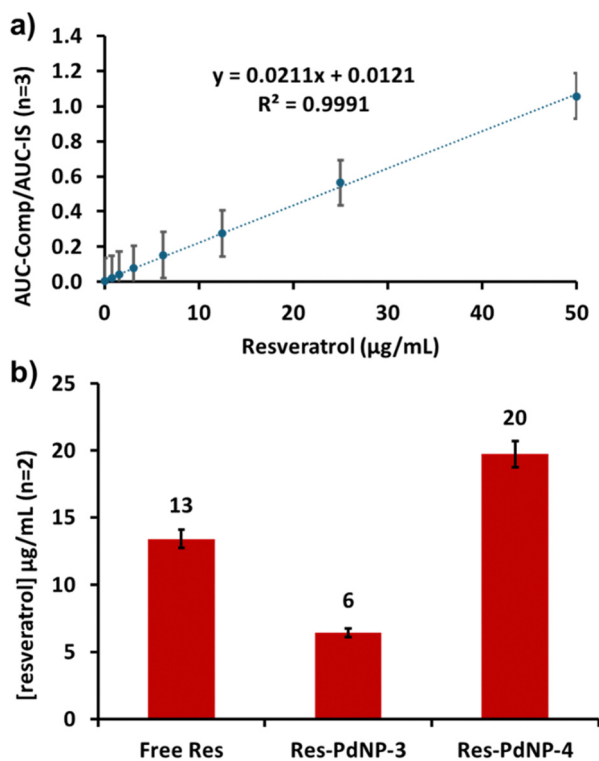 a)
1.4
1.2
1.0
0.8
0.6
0.4
0.2
0.0
AUC-Comp/AUC-IS (n=3)
y = 0.0211x + 0.0121
R² = 0.9991
0 10 20 30 40 50
Resveratrol (µg/mL)
b)
25
20
15
10
5
0
[resveratrol] µg/mL (n=2)
13
6
20
Free Res Res-PdNP-3 Res-PdNP-4